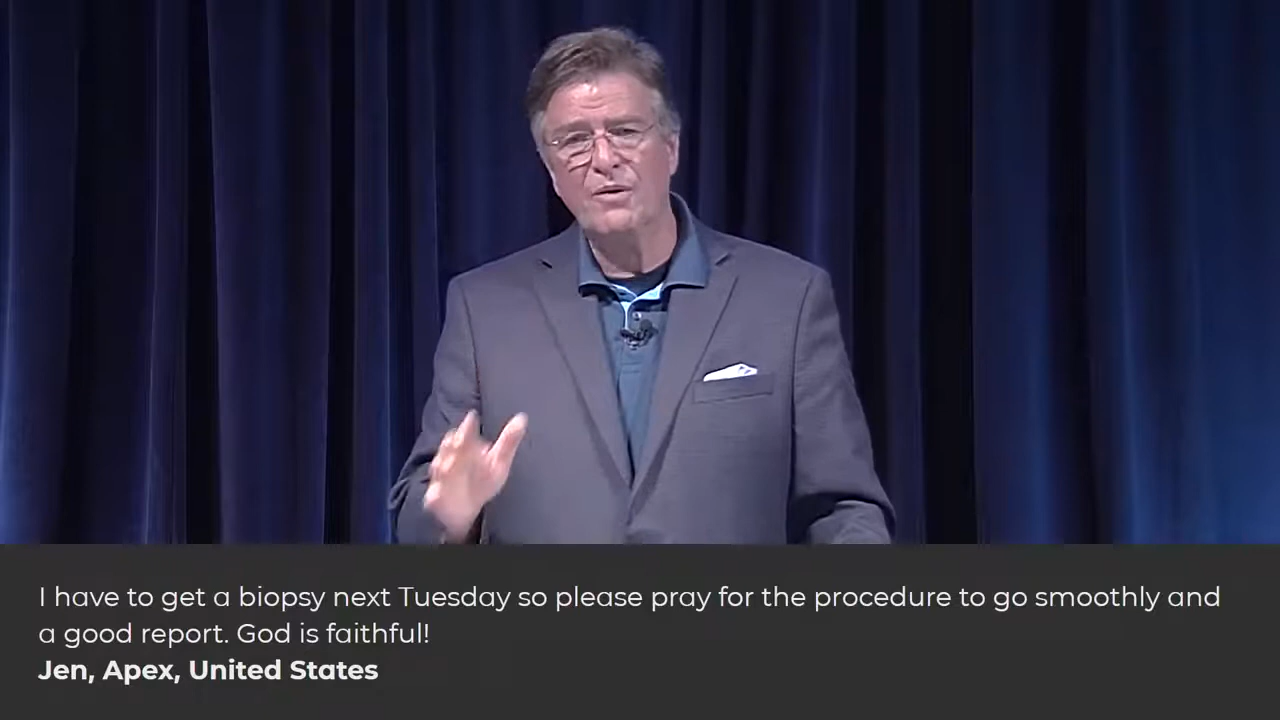 I have to get a biopsy next Tuesday so please pray for the procedure to go smoothly and
a good report. God is faithful!
Jen, Apex, United States